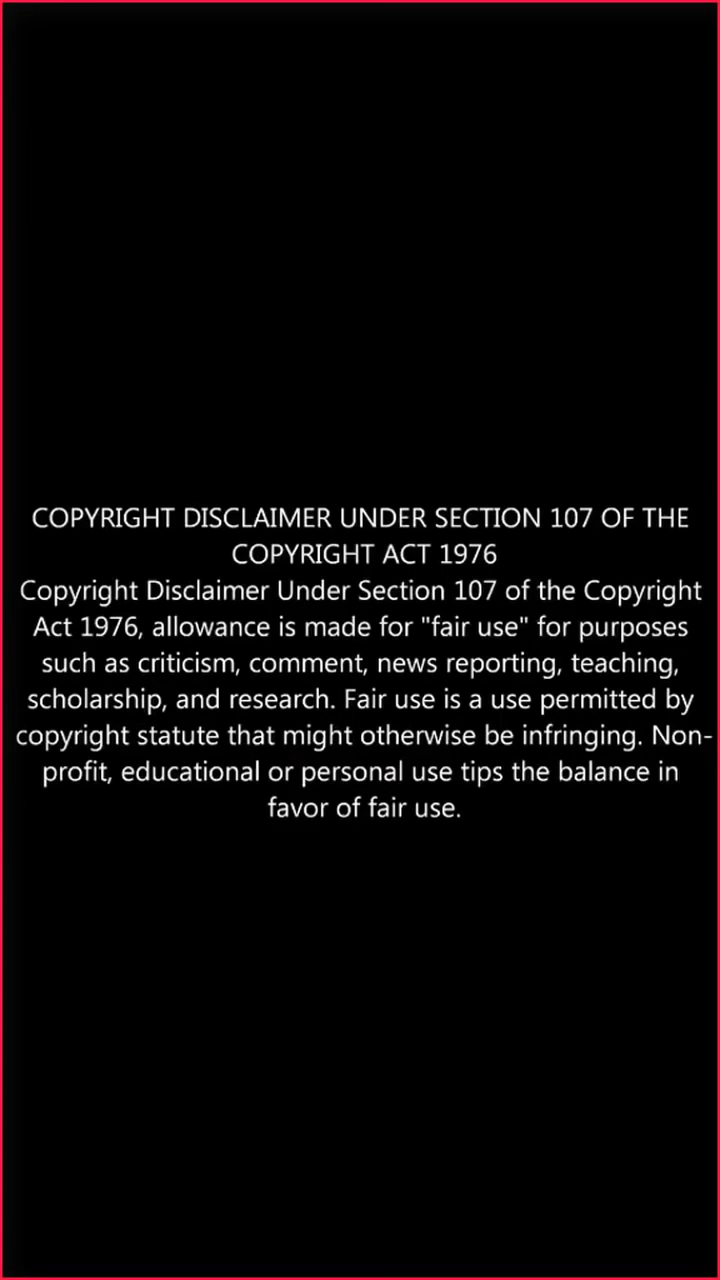 COPYRIGHT DISCLAIMER UNDER SECTION 107 OF THE
COPYRIGHT ACT 1976
Copyright Disclaimer Under Section 107 of the Copyright
Act 1976, allowance is made for "fair use" for purposes
such as criticism, comment, news reporting, teaching,
scholarship, and research. Fair use is a use permitted by
copyright statute that might otherwise be infringing. Non-
profit, educational or personal use tips the balance in
favor of fair use.